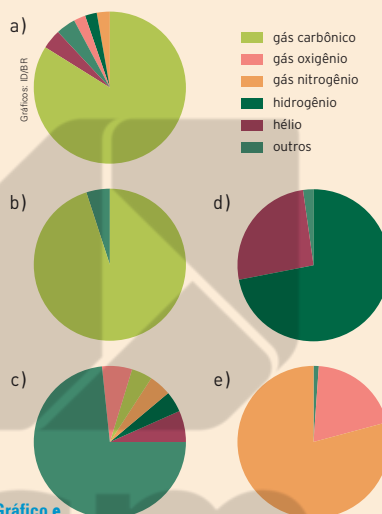 a)
gás carbônico
gás oxigênio
gás nitrogênio
hidrogênio
hélio
outros
Gráficos: ID/BR
b)
d)
c)
e)
Gráfico e